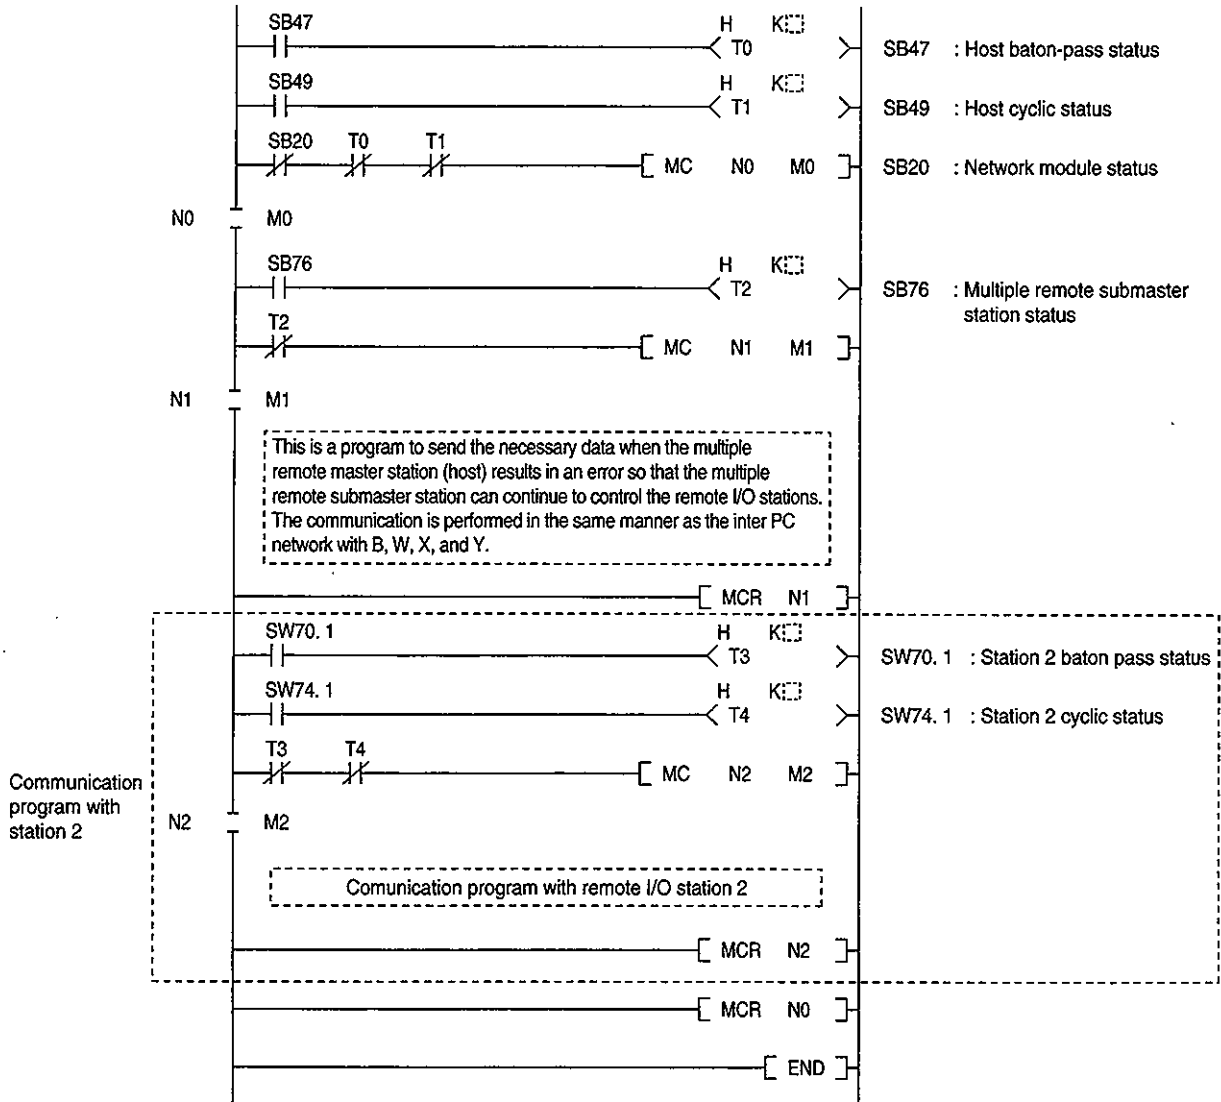 SB47
H K
T0
SB47 : Host baton-pass status
SB49
H K
T1
SB49 : Host cyclic status
SB20 T0 T1
MC N0 M0
SB20 : Network module status
N0 M0
SB76
H K
T2
SB76 : Multiple remote submaster
station status
T2
MC N1 M1
N1 M1
This is a program to send the necessary data when the multiple
remote master station (host) results in an error so that the multiple
remote submaster station can continue to control the remote I/O stations.
The communication is performed in the same manner as the inter PC
network with B, W, X, and Y.
MCR N1
SW70. 1
H K
T3
SW70. 1 : Station 2 baton pass status
SW74. 1
H K
T4
SW74. 1 : Station 2 cyclic status
T3 T4
MC N2 M2
Communication
program with
station 2
N2 M2
Comunication program with remote I/O station 2
MCR N2
MCR N0
END